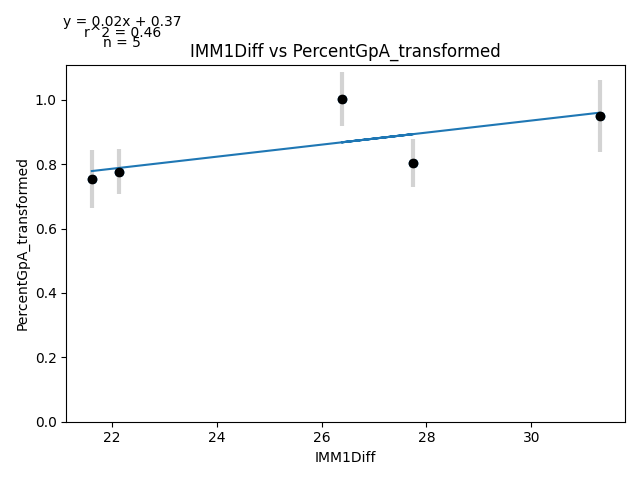 y = 0.02x + 0.37
r^2 = 0.46
n = 5
IMM1Diff vs PercentGpA_transformed
1.0
0.8
0.6
0.4
0.2
0.0
PercentGpA_transformed
22 24 26 28 30
IMM1Diff